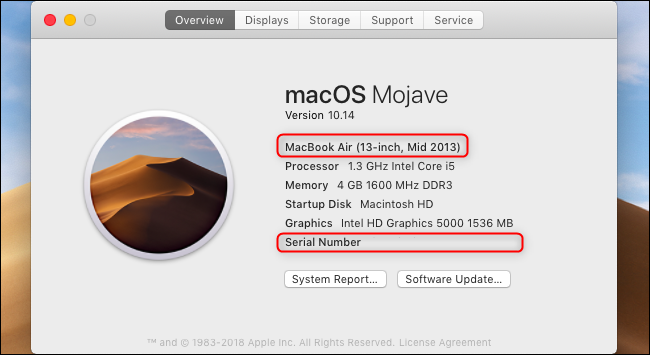 Overview Displays Storage Support Service
macOS Mojave
Version 10.14
MacBook Air (13-inch, Mid 2013)
Processor 1.3 GHz Intel Core i5
Memory 4 GB 1600 MHz DDR3
Startup Disk Macintosh HD
Graphics Intel HD Graphics 5000 1536 MB
Serial Number
System Report... Software Update...
™ and © 1983-2018 Apple Inc. All Rights Reserved. License Agreement